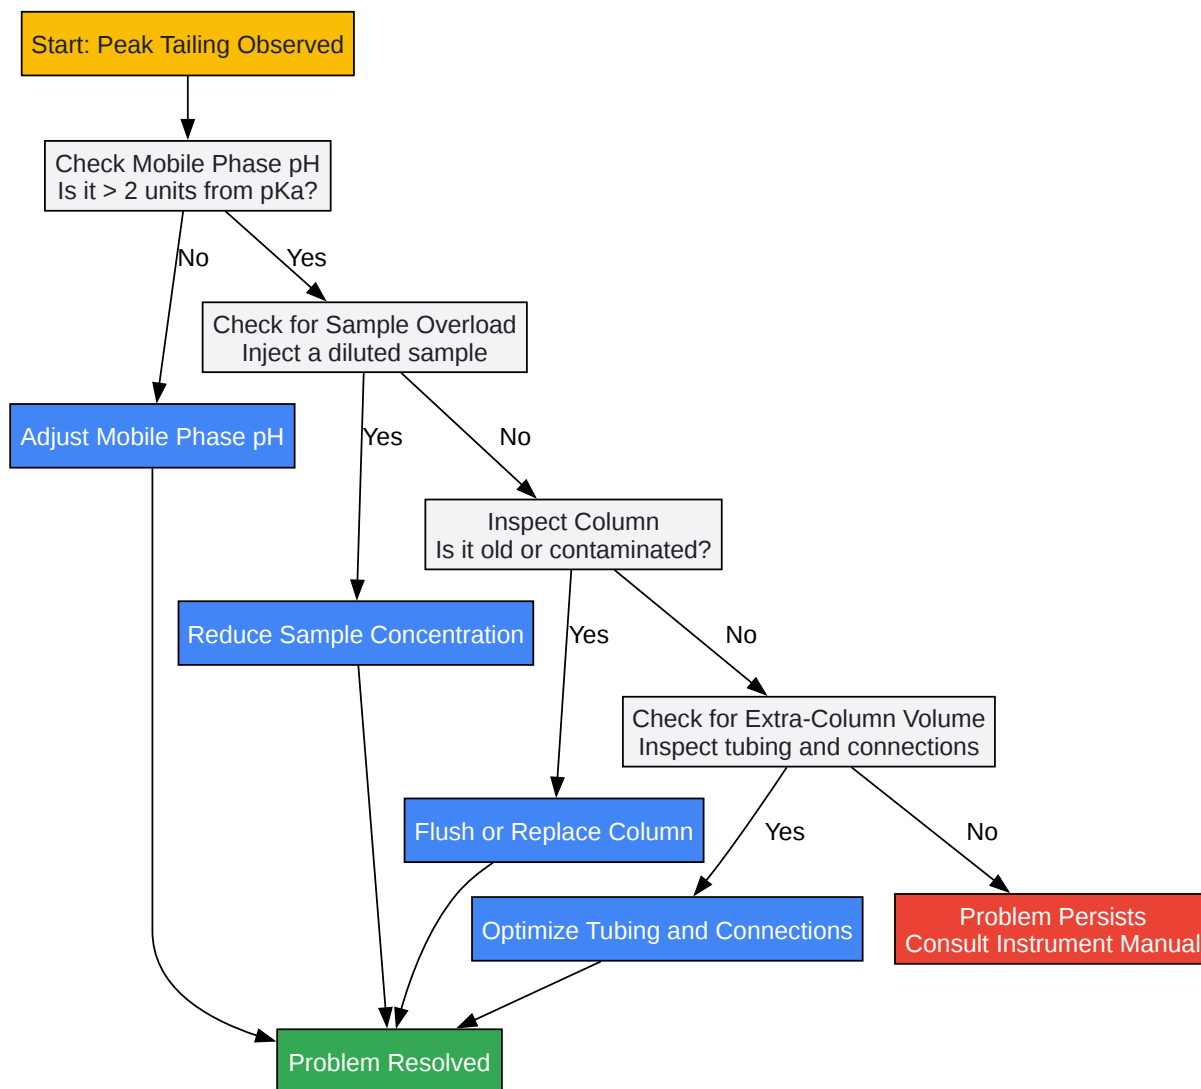 Start: Peak Tailing Observed
Check Mobile Phase pH
Is it > 2 units from pKa?
No
Yes
Check for Sample Overload
Inject a diluted sample
Adjust Mobile Phase pH
Yes
No
Inspect Column
Is it old or contaminated?
Reduce Sample Concentration
Yes
No
Check for Extra-Column Volume
Inspect tubing and connections
Flush or Replace Column
Yes
No
Optimize Tubing and Connections
Problem Persists
Consult Instrument Manual
Problem Resolved